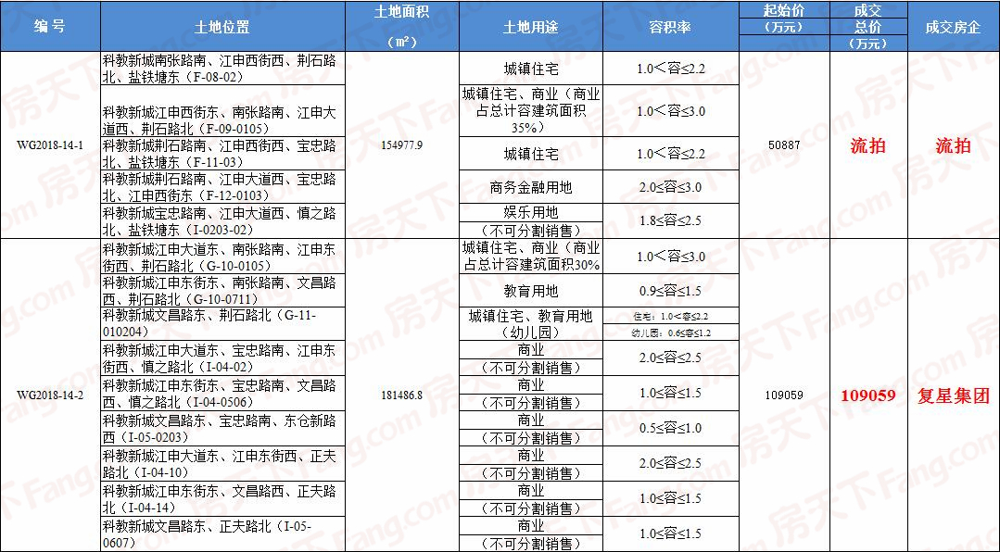 编 号
土地位置
土地面积
（㎡）
土地用途
容积率
起始价
（万元）
成交
总价
（万元）
成交房企
WG2018-14-1
科教新城南张路南、江申西街西、荆石路
北、盐铁塘东（F-08-02）
154977.9
城镇住宅
1.0＜容≤2.2
50887
流拍
流拍
科教新城江申西街东、南张路南、江申大
道西、荆石路北（F-09-0105）
城镇住宅、商业（商业
占总计容建筑面积
35%）
1.0＜容≤3.0
科教新城荆石路南、江申西街西、宝忠路
北、盐铁塘东（F-11-03）
城镇住宅
1.0＜容≤2.2
科教新城荆石路南、江申大道西、宝忠路
北、江申西街东（F-12-0103）
商务金融用地
2.0≤容≤3.0
科教新城宝忠路南、江申大道西、慎之路
北、盐铁塘东（I-0203-02）
娱乐用地
（不可分割销售）
1.8≤容≤2.5
WG2018-14-2
科教新城江申大道东、南张路南、江申东
街西、荆石路北（G-10-0105）
181486.8
城镇住宅、商业（商业
占总计容建筑面积30%
1.0＜容≤3.0
109059
109059
复星集团
科教新城江申东街东、南张路南、文昌路
西、荆石路北（G-10-0711）
教育用地
0.9≤容≤1.5
科教新城文昌路东、荆石路北（G-11-
010204）
城镇住宅、教育用地
（幼儿园）
住宅：1.0＜容≤2.2
幼儿园：0.6≤容≤1.2
科教新城江申大道东、宝忠路南、江申东
街西、慎之路北（I-04-02）
商业
（不可分割销售）
2.0≤容≤2.5
科教新城江申东街东、宝忠路南、文昌路
西、慎之路北（I-04-0506）
商业
（不可分割销售）
1.0≤容≤1.5
科教新城文昌路东、宝忠路南、东仓新路
西（I-05-0203）
商业
（不可分割销售）
0.5≤容≤1.0
科教新城江申大道东、江申东街西、正夫
路北（I-04-10）
商业
（不可分割销售）
2.0≤容≤2.5
科教新城江申东街东、文昌路西、正夫路
北（I-04-14）
商业
（不可分割销售）
1.0≤容≤1.5
科教新城文昌路东、正夫路北（I-05-
0607）
商业
（不可分割销售）
1.0≤容≤1.5
房天下Fang.com